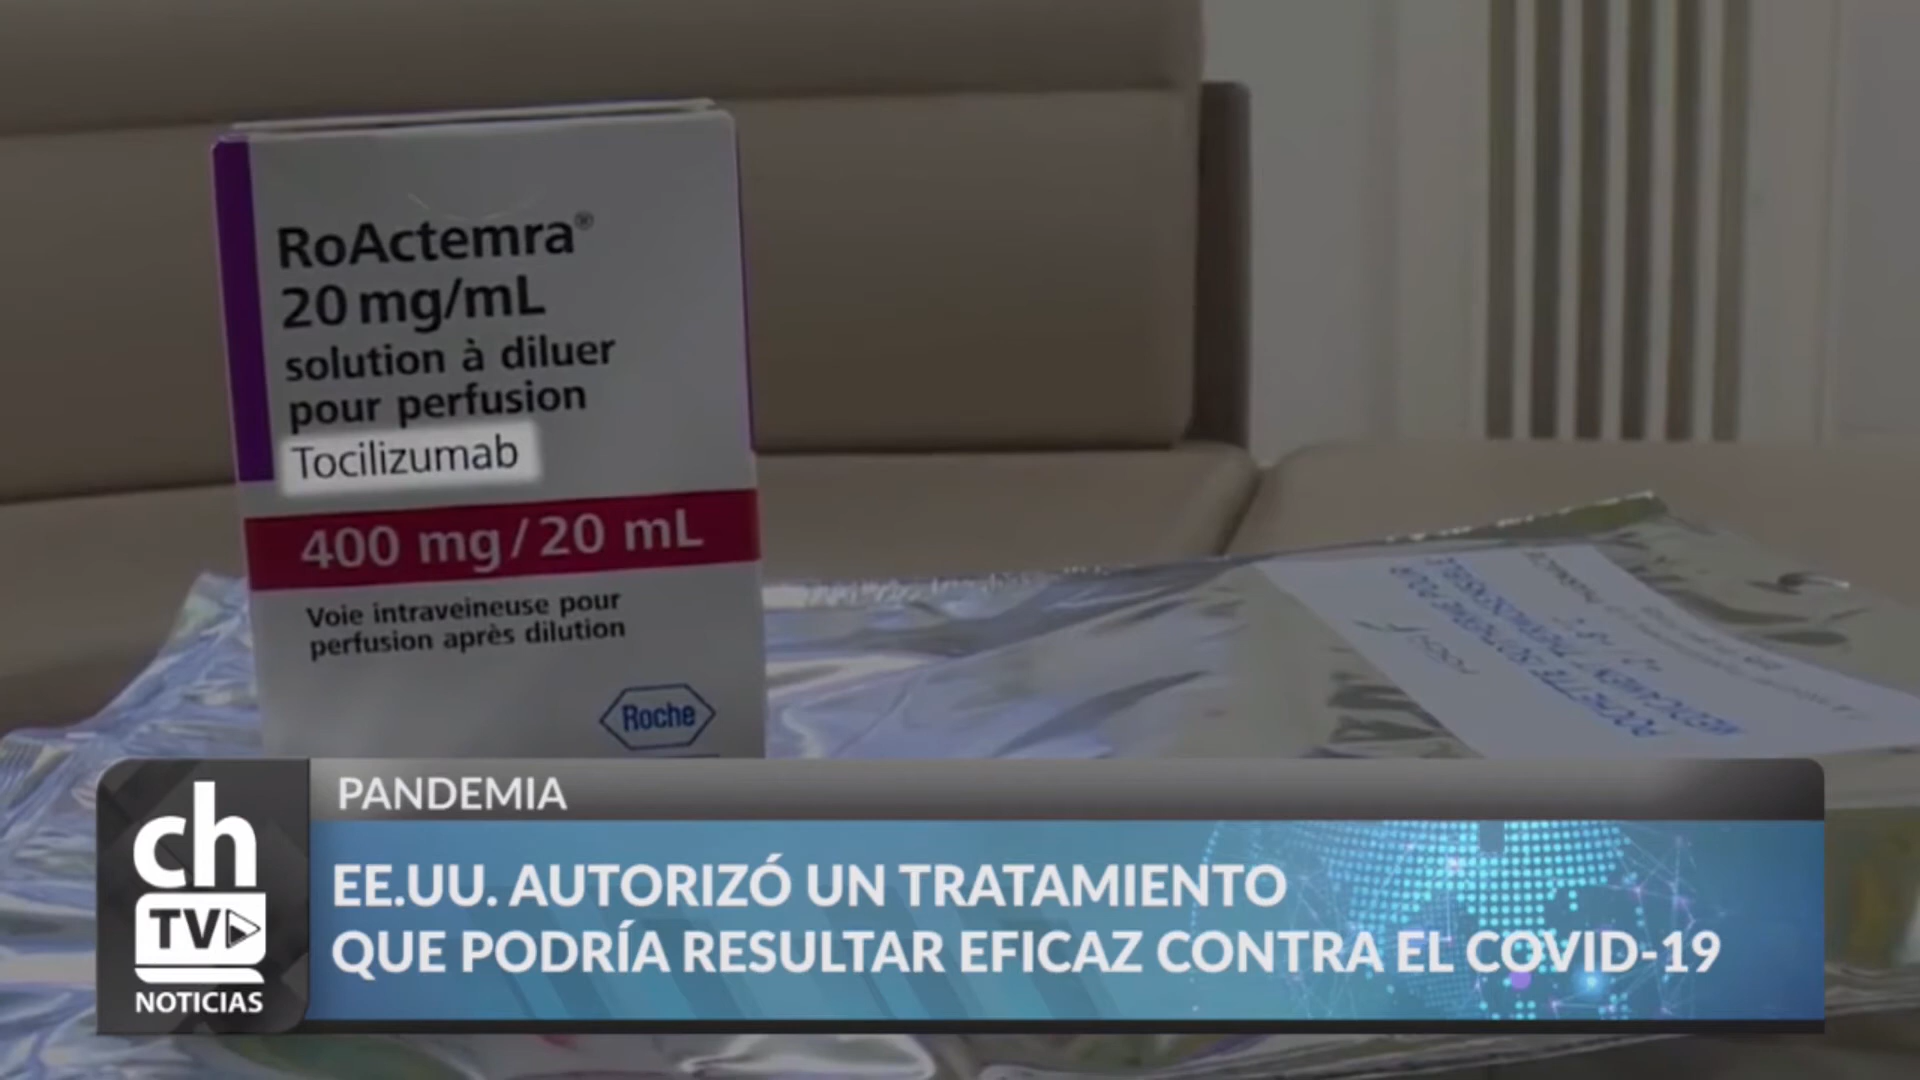 RoActemra®
20 mg/mL
solution à diluer
pour perfusion
Tocilizumab
400 mg / 20 mL
Voie intraveineuse pour
perfusion après dilution
Roche
PANDEMIA
EE.UU. AUTORIZÓ UN TRATAMIENTO
QUE PODRÍA RESULTAR EFICAZ CONTRA EL COVID-19
ch
TV
NOTICIAS